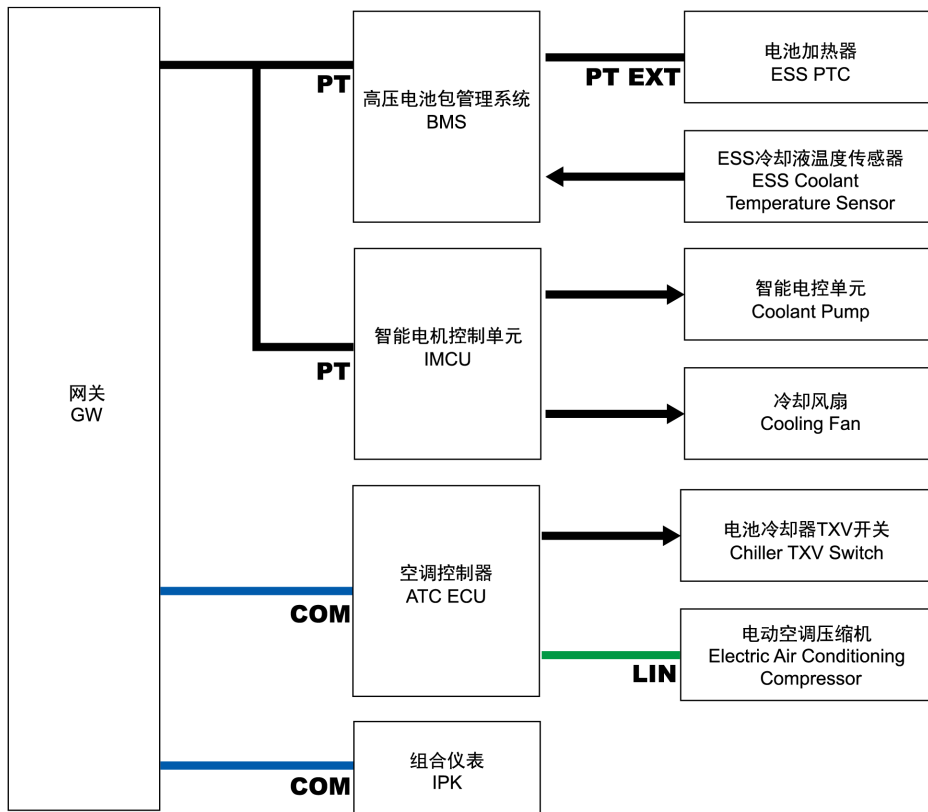 网关
GW
PT
高压电池包管理系统
BMS
PT EXT
电池加热器
ESS PTC
ESS冷却液温度传感器
ESS Coolant
Temperature Sensor
PT
智能电机控制单元
IMCU
智能电控单元
Coolant Pump
冷却风扇
Cooling Fan
COM
空调控制器
ATC ECU
电池冷却器TXV开关
Chiller TXV Switch
LIN
电动空调压缩机
Electric Air Conditioning
Compressor
COM
组合仪表
IPK